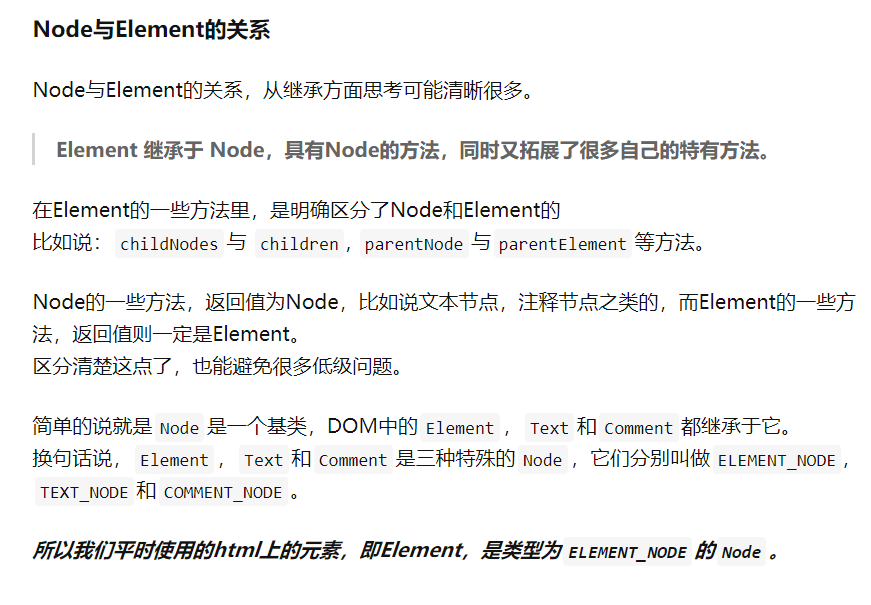 Node与Element的关系
Node与Element的关系，从继承方面思考可能清晰很多。
Element 继承于 Node，具有Node的方法，同时又拓展了很多自己的特有方法。
在Element的一些方法里，是明确区分了Node和Element的
比如说： childNodes 与 children ，parentNode 与 parentElement 等方法。
Node的一些方法，返回值为Node，比如说文本节点，注释节点之类的，而Element的一些方
法，返回值则一定是Element。
区分清楚这点了，也能避免很多低级问题。
简单的说就是 Node 是一个基类，DOM中的 Element ， Text 和 Comment 都继承于它。
换句话说， Element ， Text 和 Comment 是三种特殊的 Node ，它们分别叫做 ELEMENT_NODE ，
TEXT_NODE 和 COMMENT_NODE 。
所以我们平时使用的html上的元素，即Element，是类型为 ELEMENT_NODE 的 Node 。